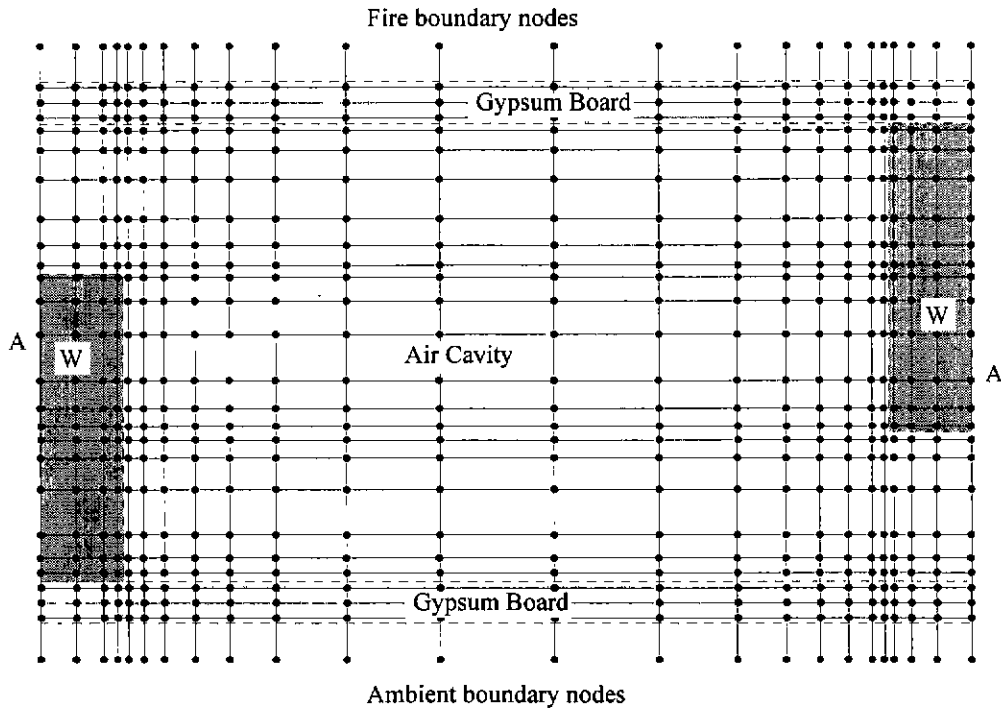 Fire boundary nodes
Gypsum Board
W
A
W
Air Cavity
A
Gypsum Board
Ambient boundary nodes